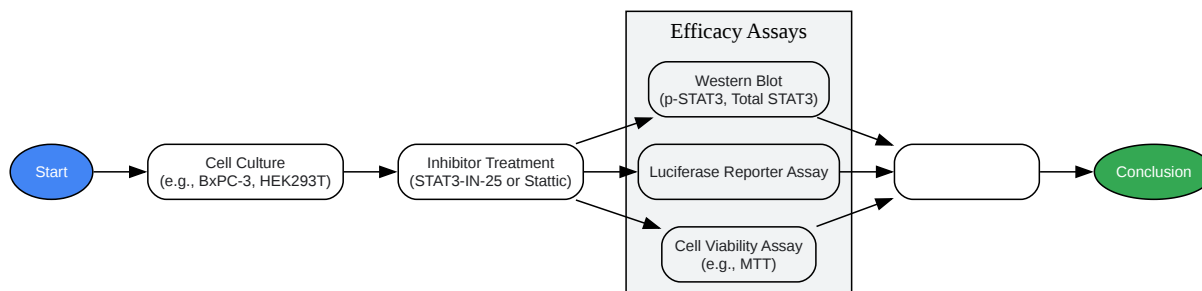 Start
Cell Culture
(e.g., BxPC-3, HEK293T)
Inhibitor Treatment
(STAT3-IN-25 or Stattic)
Efficacy Assays
Western Blot
(p-STAT3, Total STAT3)
Luciferase Reporter Assay
Cell Viability Assay
(e.g., MTT)
Conclusion